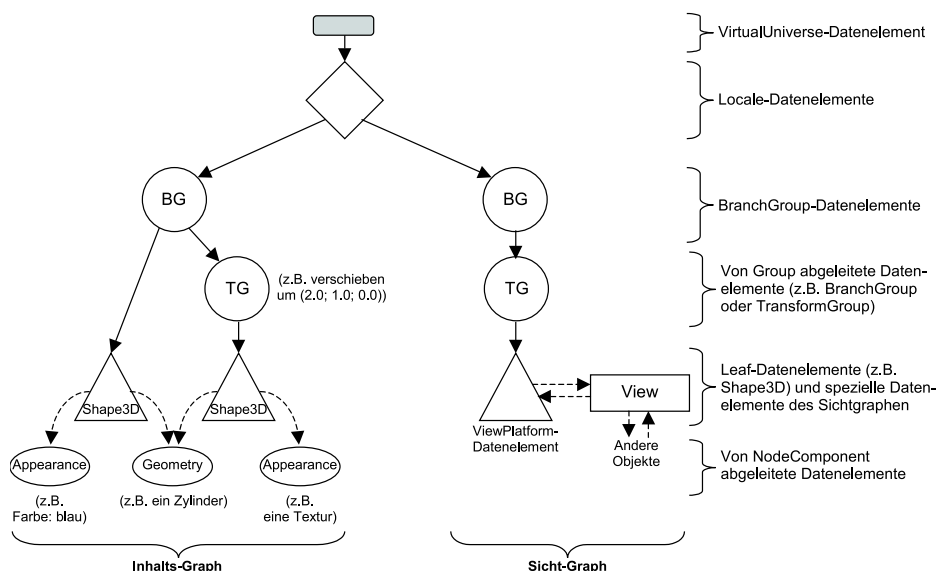 VirtualUniverse-Datenelement
Locale-Datenelemente
BG
BG
BranchGroup-Datenelemente
TG
(z.B. verschieben
um (2.0; 1.0; 0.0))
TG
Von Group abgeleitete Daten-
elemente (z.B. BranchGroup
oder TransformGroup)
Shape3D
Shape3D
View
Leaf-Datenelemente (z.B.
Shape3D) und spezielle Daten-
elemente des Sichtgraphen
ViewPlatform-
Datenelement
Andere
Objekte
Appearance
Geometry
Appearance
Von NodeComponent
abgeleitete Datenelemente
(z.B.
Farbe: blau)
(z.B. ein Zylinder)
(z.B.
eine Textur)
Inhalts-Graph
Sicht-Graph